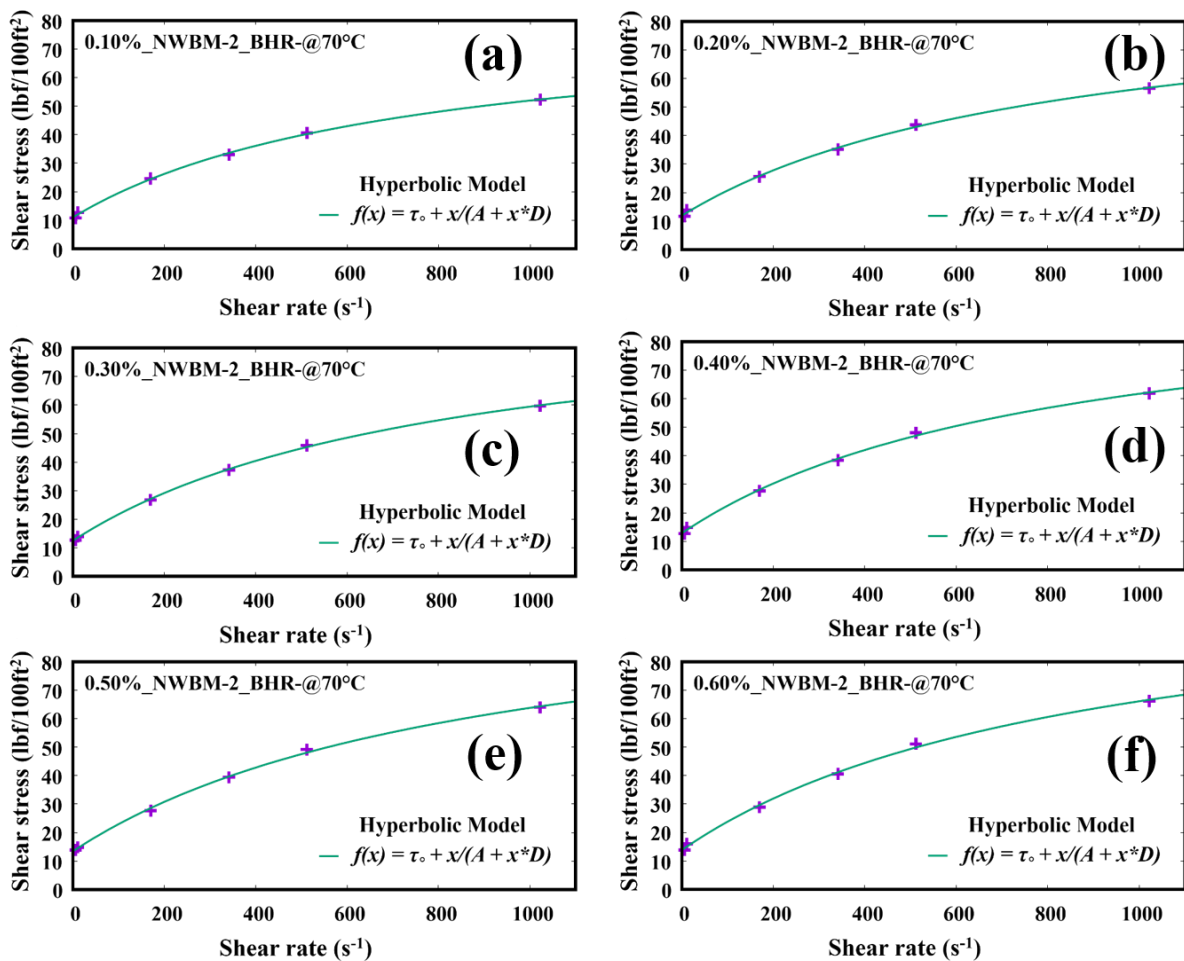 0.10%_NWBM-2_BHR-@70°C
(a)
Shear stress (lbf/100ft²)
80
70
60
50
40
30
20
10
0
Hyperbolic Model
f(x) = τ∘ + x/(A + x*D)
0 200 400 600 800 1000
Shear rate (s⁻¹)
0.20%_NWBM-2_BHR-@70°C
(b)
Shear stress (lbf/100ft²)
80
70
60
50
40
30
20
10
0
Hyperbolic Model
f(x) = τ∘ + x/(A + x*D)
0 200 400 600 800 1000
Shear rate (s⁻¹)
0.30%_NWBM-2_BHR-@70°C
(c)
Shear stress (lbf/100ft²)
80
70
60
50
40
30
20
10
0
Hyperbolic Model
f(x) = τ∘ + x/(A + x*D)
0 200 400 600 800 1000
Shear rate (s⁻¹)
0.40%_NWBM-2_BHR-@70°C
(d)
Shear stress (lbf/100ft²)
80
70
60
50
40
30
20
10
0
Hyperbolic Model
f(x) = τ∘ + x/(A + x*D)
0 200 400 600 800 1000
Shear rate (s⁻¹)
0.50%_NWBM-2_BHR-@70°C
(e)
Shear stress (lbf/100ft²)
80
70
60
50
40
30
20
10
0
Hyperbolic Model
f(x) = τ∘ + x/(A + x*D)
0 200 400 600 800 1000
Shear rate (s⁻¹)
0.60%_NWBM-2_BHR-@70°C
(f)
Shear stress (lbf/100ft²)
80
70
60
50
40
30
20
10
0
Hyperbolic Model
f(x) = τ∘ + x/(A + x*D)
0 200 400 600 800 1000
Shear rate (s⁻¹)